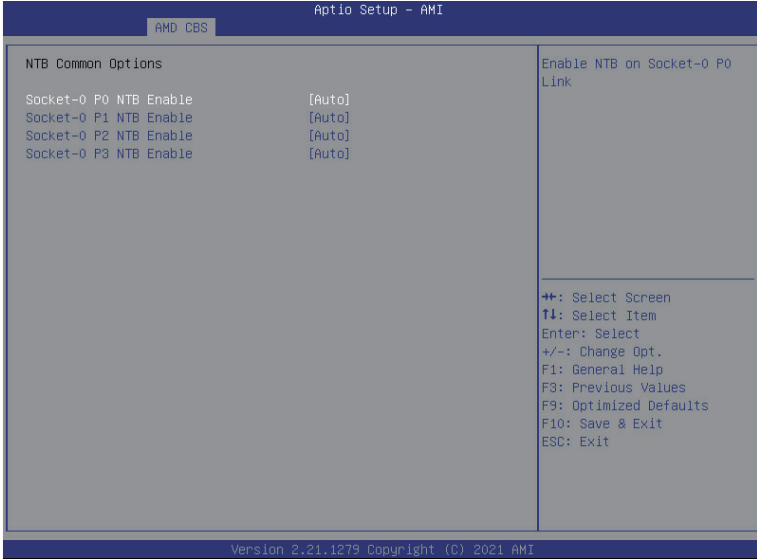 Aptio Setup – AMI
AMD CBS
NTB Common Options
Socket-0 P0 NTB Enable [Auto]
Socket-0 P1 NTB Enable [Auto]
Socket-0 P2 NTB Enable [Auto]
Socket-0 P3 NTB Enable [Auto]
Enable NTB on Socket-0 P0
Link
→←: Select Screen
↑↓: Select Item
Enter: Select
+/-: Change Opt.
F1: General Help
F3: Previous Values
F9: Optimized Defaults
F10: Save & Exit
ESC: Exit
Version 2.21.1279 Copyright (C) 2021 AMI